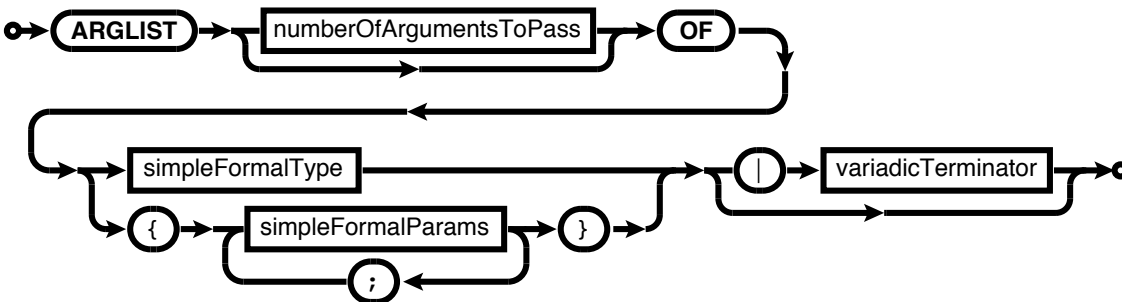 ARGLIST numberOfArgumentsToPass OF
simpleFormalType | variadicTerminator
{ simpleFormalParams }
;